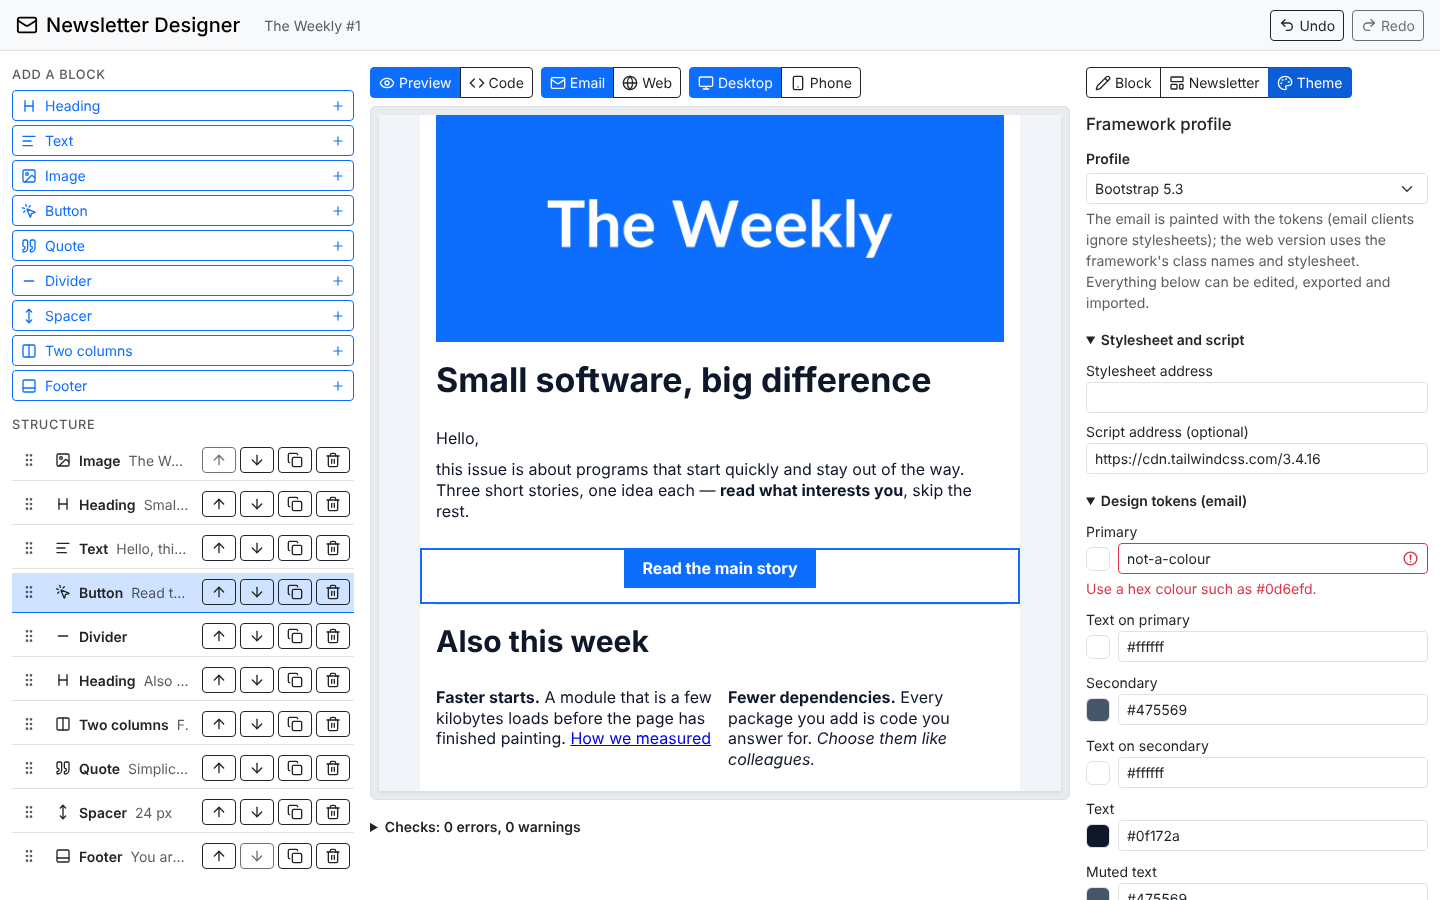 Newsletter Designer
The Weekly #1
Undo
Redo
ADD A BLOCK
Heading
Text
Image
Button
Quote
Divider
Spacer
Two columns
Footer
STRUCTURE
Image The W...
Heading Smal...
Text Hello, thi...
Button Read t...
Divider
Heading Also ...
Two columns F.
Quote Simplic...
Spacer 24 px
Footer You ar...
Preview
Code
Email
Web
Desktop
Phone
The Weekly
Small software, big difference
Hello,
this issue is about programs that start quickly and stay out of the way.
Three short stories, one idea each — read what interests you, skip the
rest.
Read the main story
Also this week
Faster starts. A module that is a few
kilobytes loads before the page has
finished painting. How we measured
Fewer dependencies. Every
package you add is code you
answer for. Choose them like
colleagues.
Checks: 0 errors, 0 warnings
Block
Newsletter
Theme
Framework profile
Profile
Bootstrap 5.3
The email is painted with the tokens (email clients
ignore stylesheets); the web version uses the
framework's class names and stylesheet.
Everything below can be edited, exported and
imported.
Stylesheet and script
Stylesheet address
Script address (optional)
https://cdn.tailwindcss.com/3.4.16
Design tokens (email)
Primary
not-a-colour
Use a hex colour such as #0d6efd.
Text on primary
#ffffff
Secondary
#475569
Text on secondary
#ffffff
Text
#0f172a
Muted text
#475569